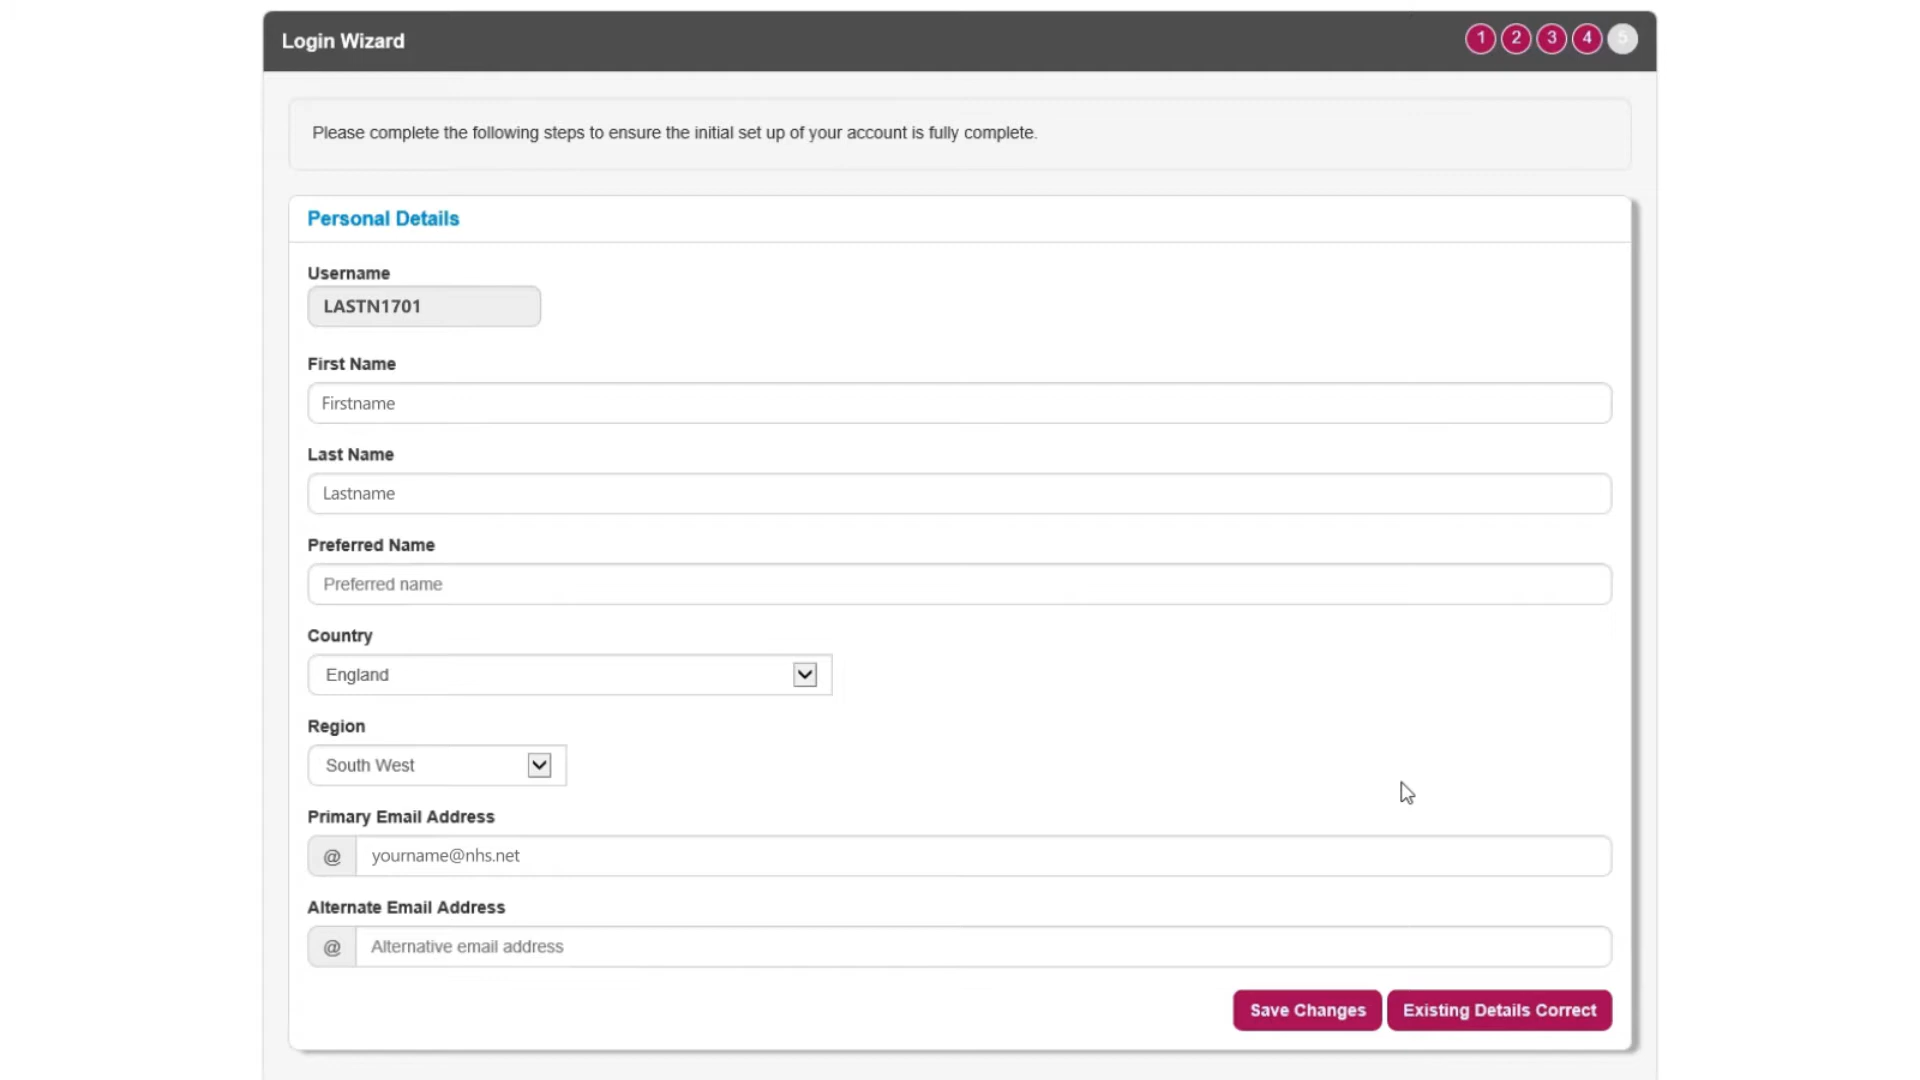 Login Wizard
1 2 3 4 5
Please complete the following steps to ensure the initial set up of your account is fully complete.
Personal Details
Username
LASTN1701
First Name
Firstname
Last Name
Lastname
Preferred Name
Preferred name
Country
England
Region
South West
Primary Email Address
@ yourname@nhs.net
Alternate Email Address
@ Alternative email address
Save Changes Existing Details Correct